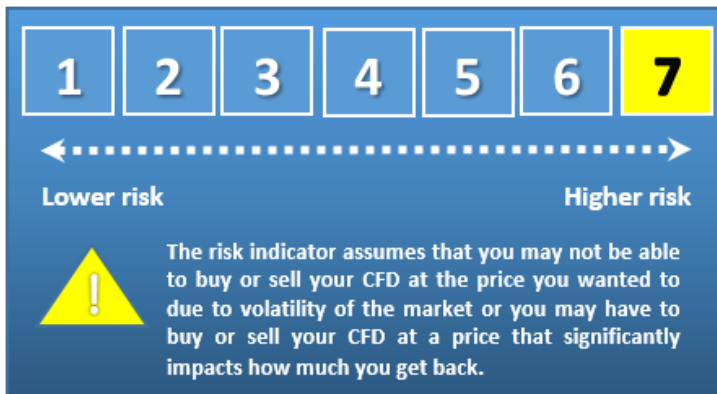 1 2 3 4 5 6 7
Lower risk Higher risk
!
The risk indicator assumes that you may not be able
to buy or sell your CFD at the price you wanted to
due to volatility of the market or you may have to
buy or sell your CFD at a price that significantly
impacts how much you get back.